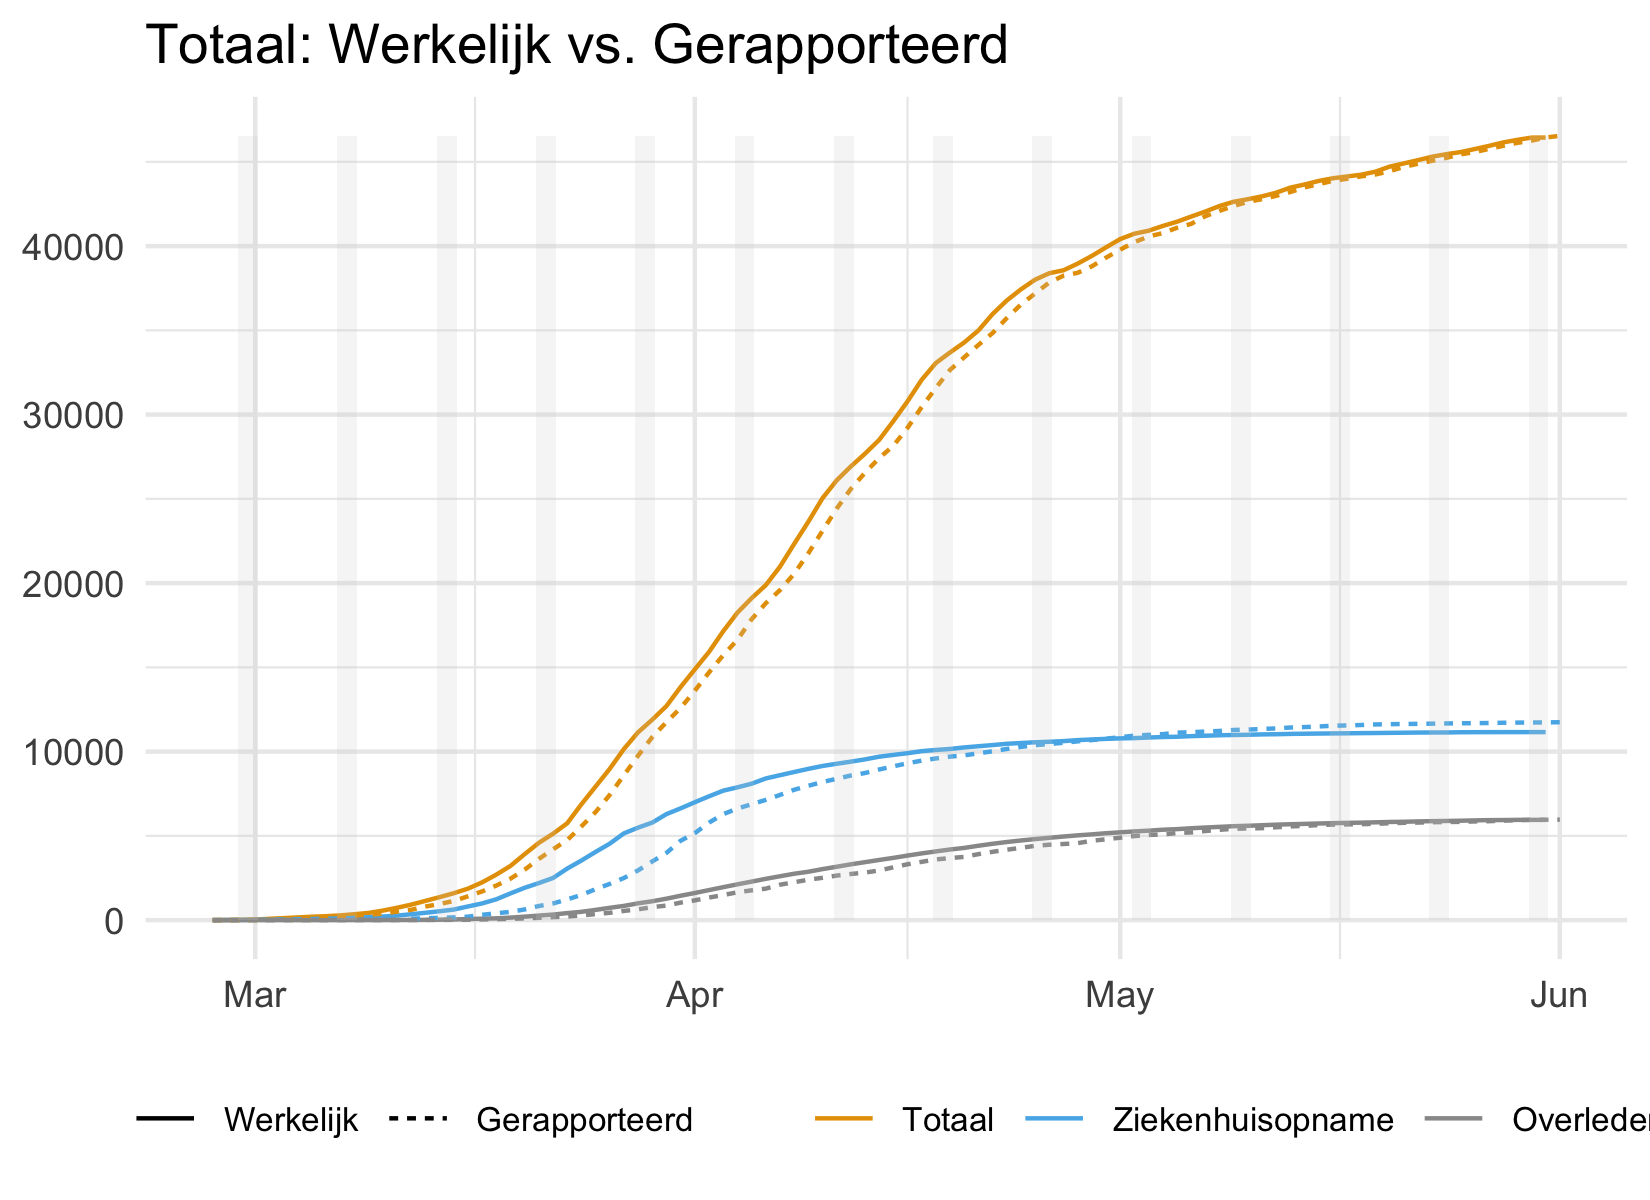 Totaal: Werkelijk vs. Gerapporteerd
40000
30000
20000
10000
0
Mar Apr May Jun
Werkelijk Gerapporteerd Totaal Ziekenhuisopname